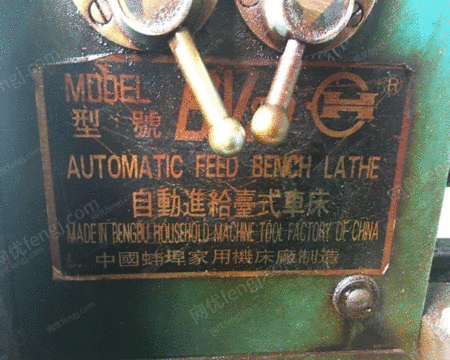 MODEL BV
®
型號
AUTOMATIC FEED BENCH LATHE
自動進給臺式車床
MADE IN BENGBU HOUSEHOLD MACHINE TOOL FACTORY OF CHINA
中國蚌埠家用機床廠制造